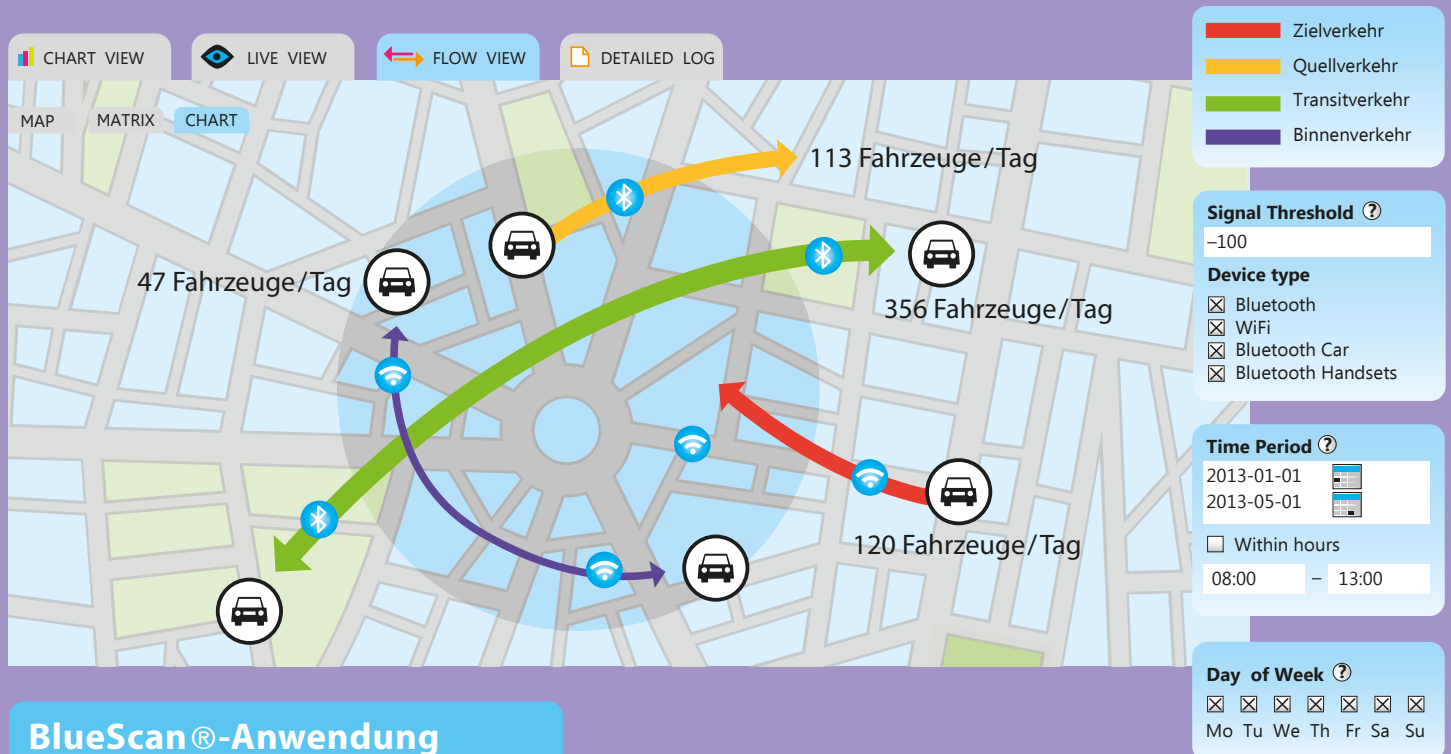 CHART VIEW
LIVE VIEW
FLOW VIEW
DETAILED LOG
MAP
MATRIX
CHART
113 Fahrzeuge/Tag
47 Fahrzeuge/Tag
356 Fahrzeuge/Tag
120 Fahrzeuge/Tag
Zielverkehr
Quellverkehr
Transitverkehr
Binnenverkehr
Signal Threshold ?
–100
Device type
Bluetooth
WiFi
Bluetooth Car
Bluetooth Handsets
Time Period ?
2013-01-01
2013-05-01
Within hours
08:00 – 13:00
Day of Week ?
Mo Tu We Th Fr Sa Su
BlueScan®-Anwendung